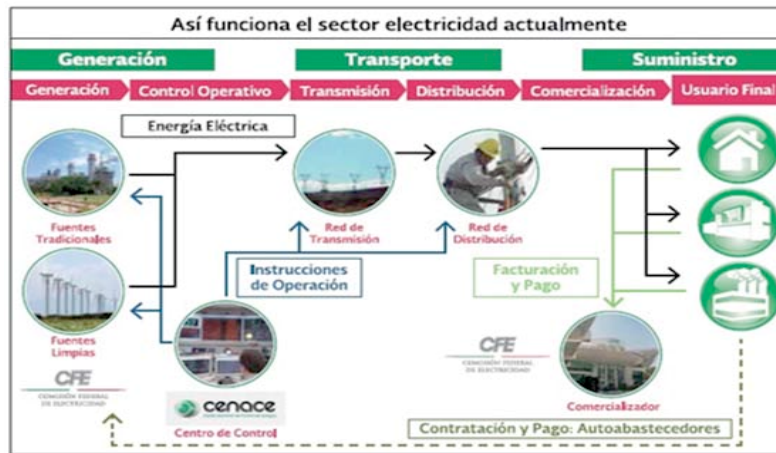 Así funciona el sector electricidad actualmente
Generación
Transporte
Suministro
Generación
Control Operativo
Transmisión
Distribución
Comercialización
Usuario Final
Energía Eléctrica
Fuentes
Tradicionales
Red de
Transmisión
Red de
Distribución
Instrucciones
de Operación
Facturación
y Pago
Fuentes
Limpias
CFE
COMISIÓN FEDERAL
DE ELECTRICIDAD
cenace
Centro de Control
CFE
COMISIÓN FEDERAL
DE ELECTRICIDAD
Comercializador
Contratación y Pago: Autoabastecedores